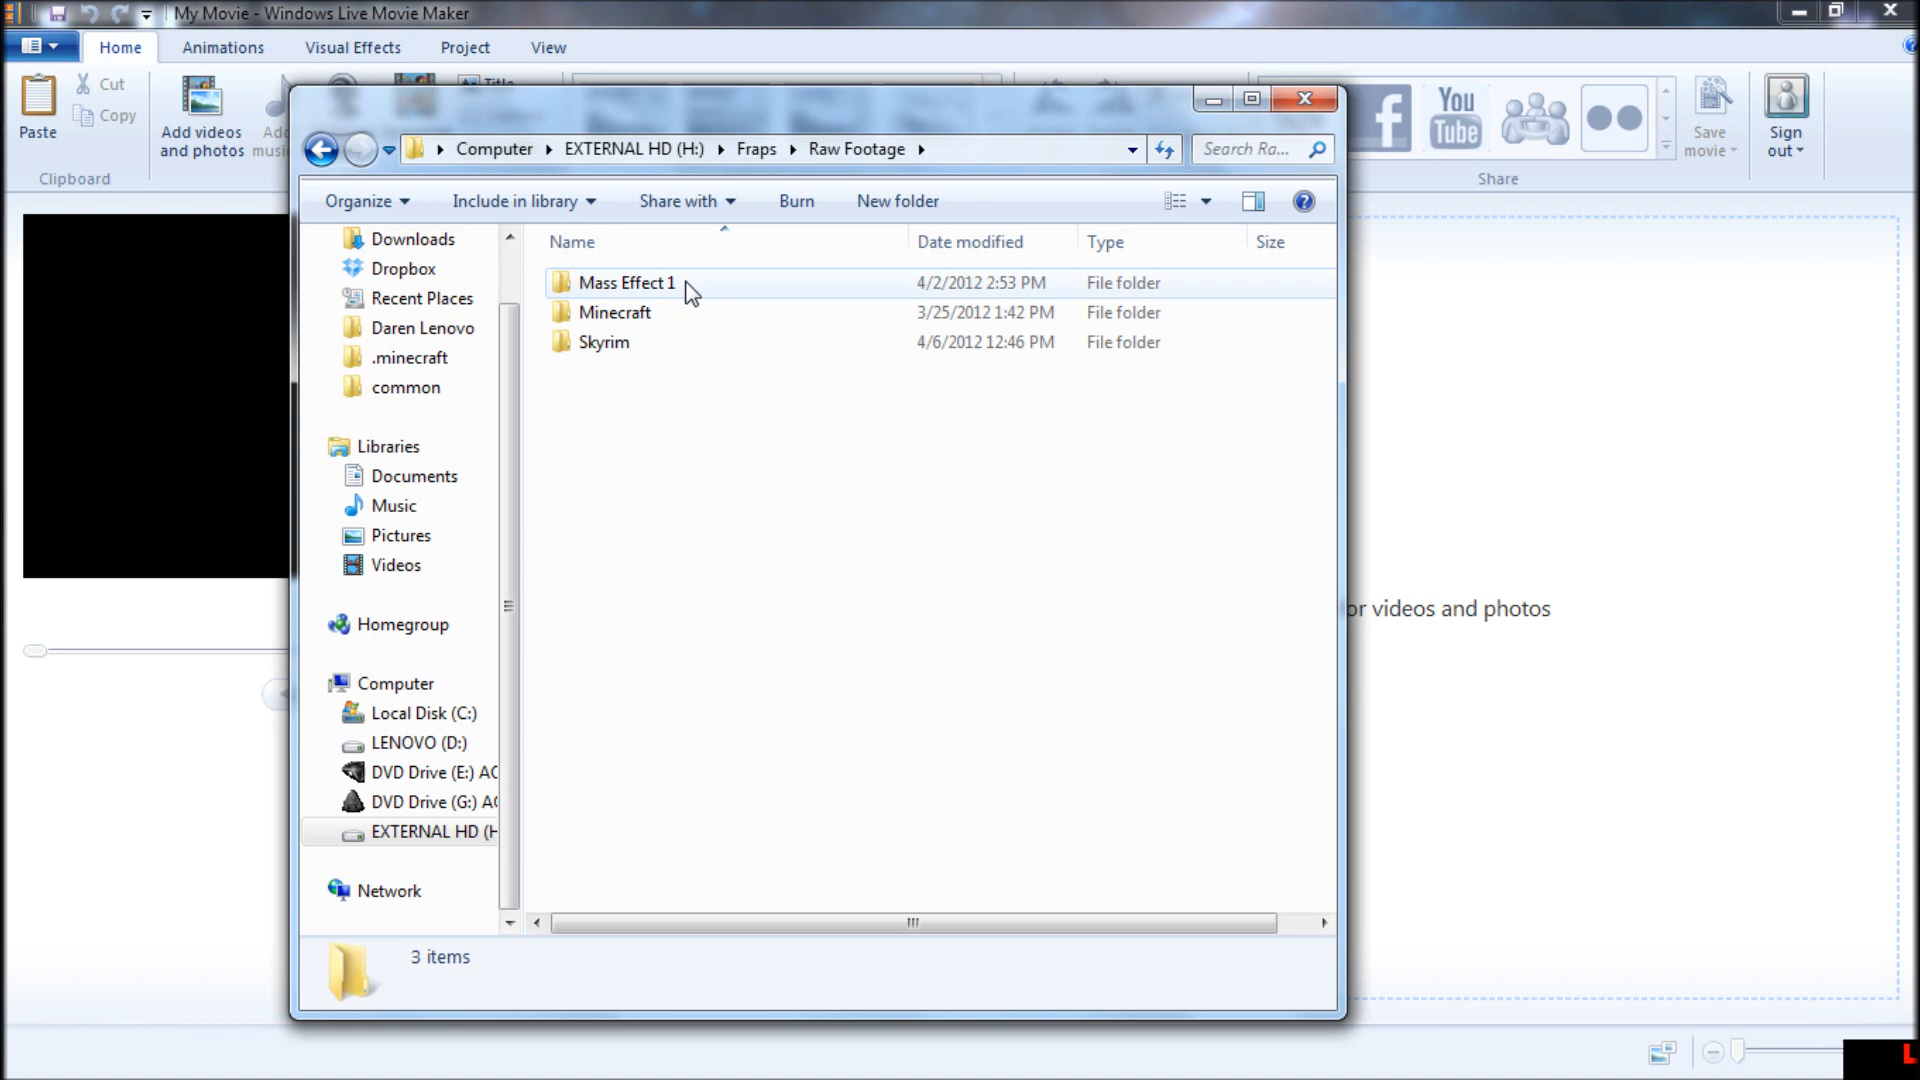 My Movie - Windows Live Movie Maker
Home Animations Visual Effects Project View
Paste
Cut
Copy
Clipboard
Add videos
and photos
Title
You
Tube
Save
movie
Sign
out
Share
Computer EXTERNAL HD (H:) Fraps Raw Footage
Search Ra...
Organize Include in library Share with Burn New folder
Name Date modified Type Size
Mass Effect 1 4/2/2012 2:53 PM File folder
Minecraft 3/25/2012 1:42 PM File folder
Skyrim 4/6/2012 12:46 PM File folder
Downloads
Dropbox
Recent Places
Daren Lenovo
.minecraft
common
Libraries
Documents
Music
Pictures
Videos
Homegroup
Computer
Local Disk (C:)
LENOVO (D:)
DVD Drive (E:) AC
DVD Drive (G:) AC
EXTERNAL HD (H
Network
3 items
or videos and photos